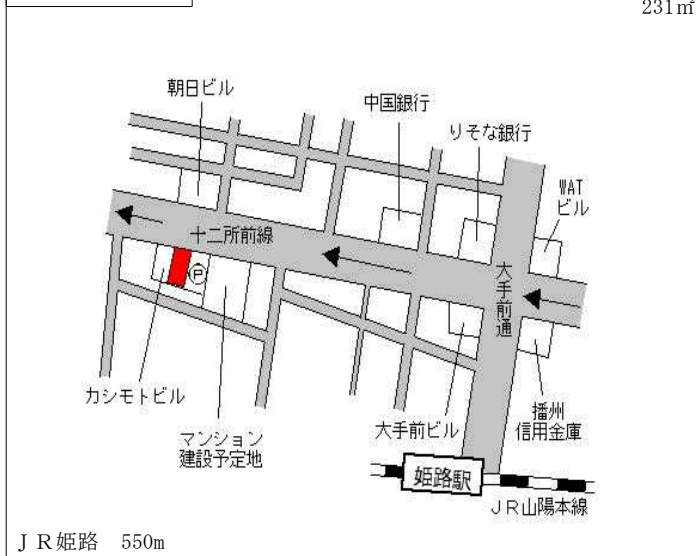 231㎡
朝日ビル
中国銀行
りそな銀行
WAT
ビル
十二所前線
大手前通
P
カシモトビル
マンション
建設予定地
大手前ビル
播州
信用金庫
姫路駅
JR山陽本線
JR姫路　550m